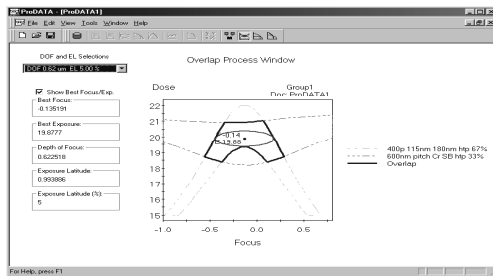 ProDATA - [ProDATA1]
File Edit View Tools Window Help
DOF and EL Selections
DOF 0.62 um EL 5.00 %
Show Best Focus/Exp.
Best Focus:
-0.135191
Best Exposure:
19.8777
Depth of Focus:
0.622518
Exposure Latitude:
0.993886
Exposure Latitude (%):
5
Overlap Process Window
Dose
Group1
Doc: ProDATA1
22
21
20
19
18
17
16
15
-0.14
19.88
-1.0 -0.5 0.0 0.5
Focus
400p 115nm 180nm htp 67%
600nm pitch Cr SB htp 33%
Overlap
For Help, press F1